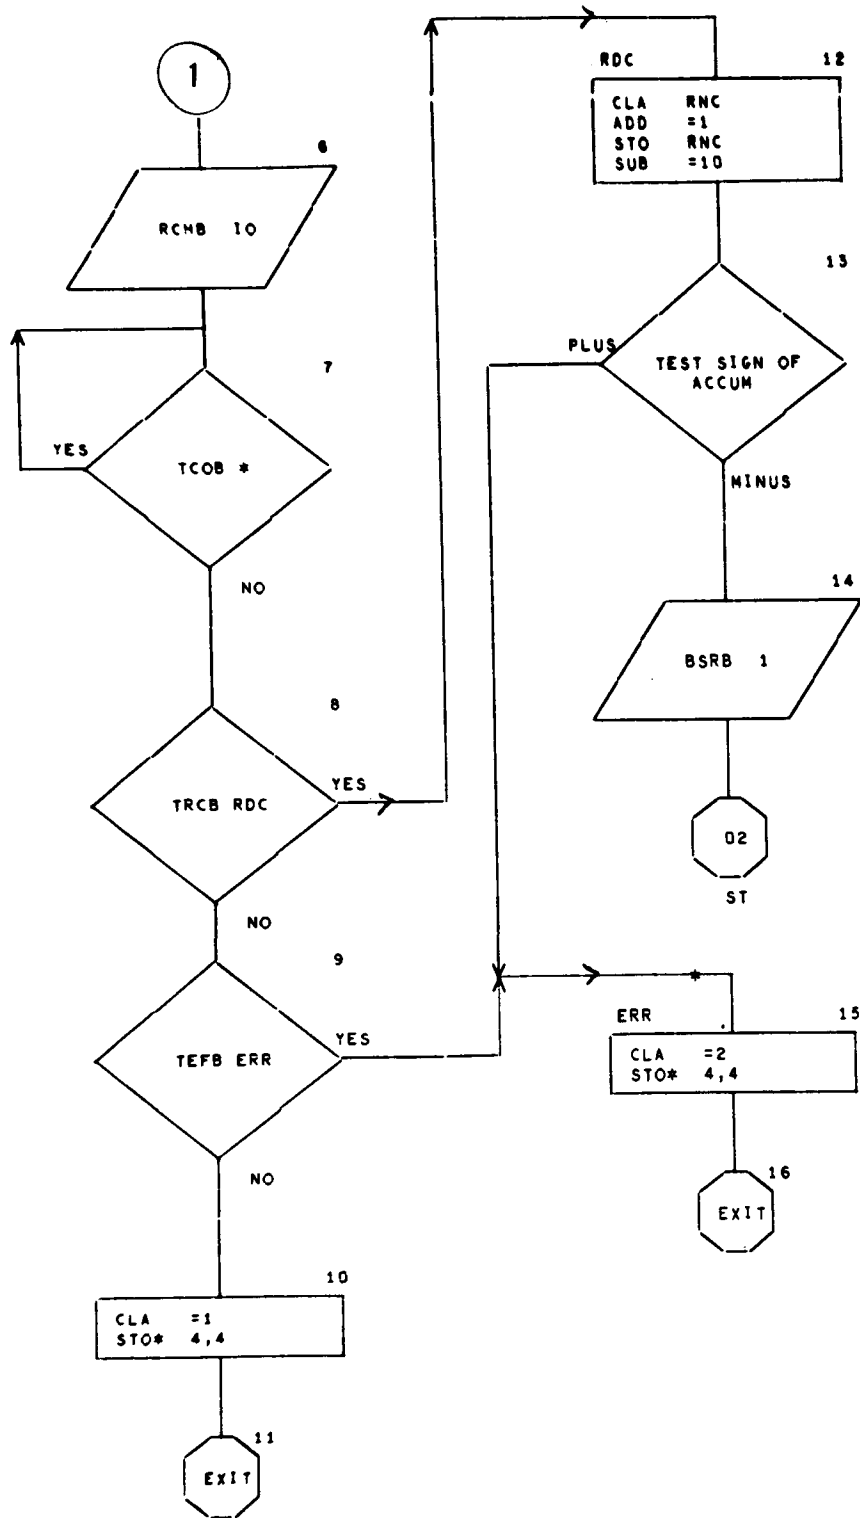 1
6
RCHB IO
7
YES
TCOB *
NO
8
TRCB RDC
YES
NO
9
TEFB ERR
YES
NO
10
CLA =1
STO* 4,4
11
EXIT
RDC
12
CLA RNC
ADD =1
STO RNC
SUB =10
13
PLUS
TEST SIGN OF
ACCUM
MINUS
14
BSRB 1
02
ST
*
ERR
15
CLA =2
STO* 4,4
16
EXIT